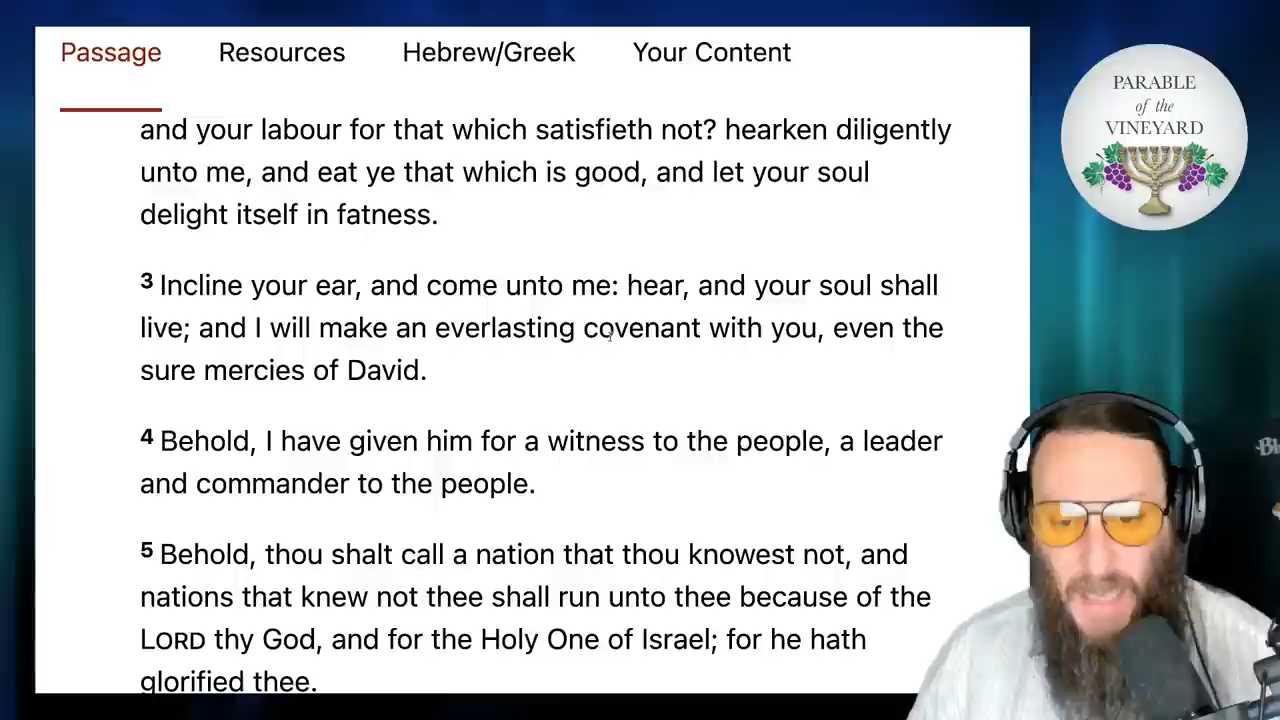 Passage Resources Hebrew/Greek Your Content
and your labour for that which satisfieth not? hearken diligently
unto me, and eat ye that which is good, and let your soul
delight itself in fatness.
3 Incline your ear, and come unto me: hear, and your soul shall
live; and I will make an everlasting covenant with you, even the
sure mercies of David.
4 Behold, I have given him for a witness to the people, a leader
and commander to the people.
5 Behold, thou shalt call a nation that thou knowest not, and
nations that knew not thee shall run unto thee because of the
LORD thy God, and for the Holy One of Israel; for he hath
glorified thee.
PARABLE
of the
VINEYARD